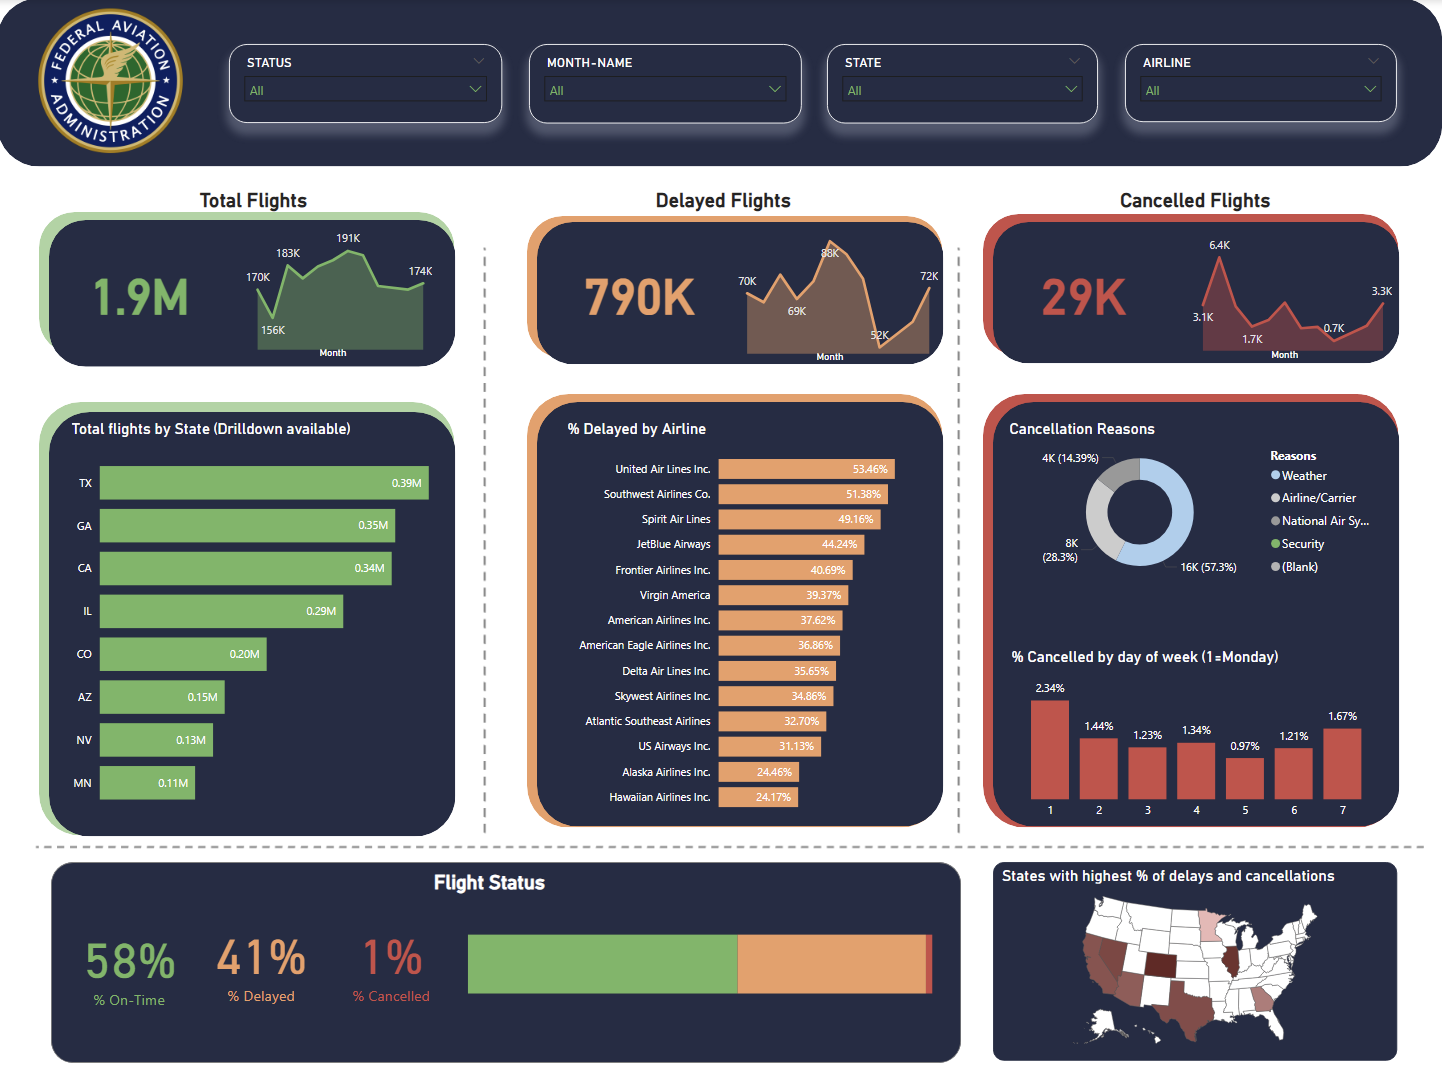 FEDERAL AVIATION
ADMINISTRATION
STATUS
All
MONTH-NAME
All
STATE
All
AIRLINE
All
Total Flights
1.9M
170K
156K
183K
191K
174K
Month
Delayed Flights
790K
70K
69K
88K
52K
72K
Month
Cancelled Flights
29K
3.1K
6.4K
1.7K
0.7K
3.3K
Month
Total flights by State (Drilldown available)
TX 0.39M
GA 0.35M
CA 0.34M
IL 0.29M
CO 0.20M
AZ 0.15M
NV 0.13M
MN 0.11M
% Delayed by Airline
United Air Lines Inc. 53.46%
Southwest Airlines Co. 51.38%
Spirit Air Lines 49.16%
JetBlue Airways 44.24%
Frontier Airlines Inc. 40.69%
Virgin America 39.37%
American Airlines Inc. 37.62%
American Eagle Airlines Inc. 36.86%
Delta Air Lines Inc. 35.65%
Skywest Airlines Inc. 34.86%
Atlantic Southeast Airlines 32.70%
US Airways Inc. 31.13%
Alaska Airlines Inc. 24.46%
Hawaiian Airlines Inc. 24.17%
Cancellation Reasons
4K (14.39%)
8K
(28.3%)
16K (57.3%)
Reasons
Weather
Airline/Carrier
National Air Sy...
Security
(Blank)
% Cancelled by day of week (1=Monday)
2.34%
1.44%
1.23%
1.34%
0.97%
1.21%
1.67%
1 2 3 4 5 6 7
Flight Status
58%
% On-Time
41%
% Delayed
1%
% Cancelled
States with highest % of delays and cancellations